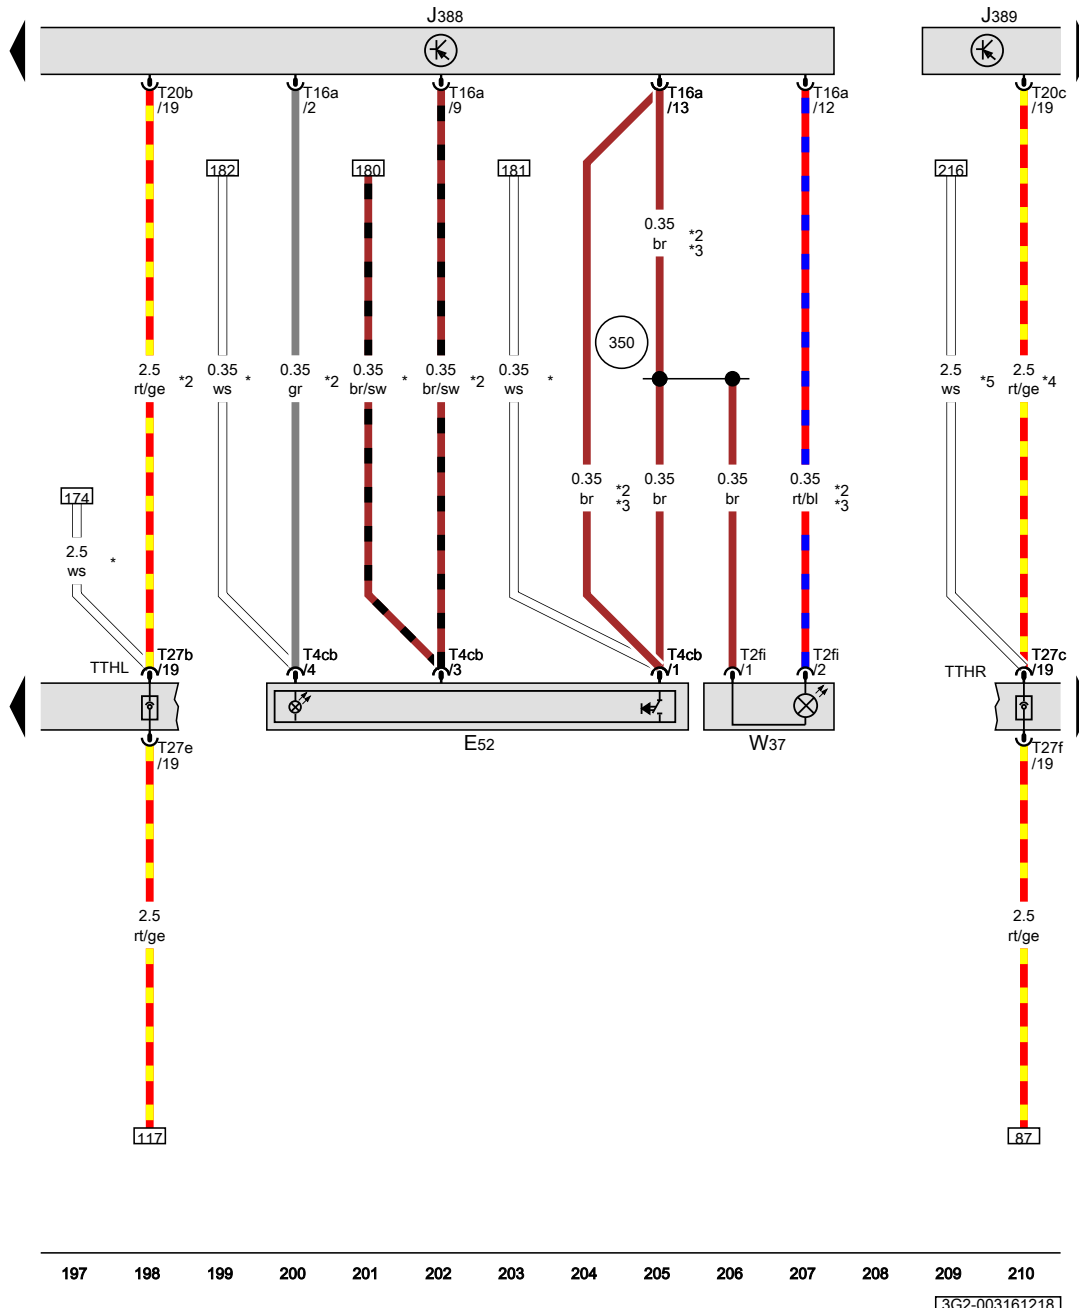 J388
J389
T20b
/19
T16a
/2
T16a
/9
T16a
/13
T16a
/12
T20c
/19
182
180
181
216
0.35
br
*2
*3
350
2.5
rt/ge
*2
0.35
ws
*
0.35
gr
*2
0.35
br/sw
*
0.35
br/sw
*2
0.35
ws
*
2.5
ws
*5
2.5
rt/ge
*4
174
0.35
br
*2
*3
0.35
br
0.35
br
0.35
rt/bl
*2
*3
2.5
ws
*
TTHL
T27b
/19
T4cb
/4
T4cb
/3
T4cb
/1
T2fi
/1
T2fi
/2
TTHR
T27c
/19
E52
W37
T27e
/19
T27f
/19
2.5
rt/ge
2.5
rt/ge
117
87
197 198 199 200 201 202 203 204 205 206 207 208 209 210
3G2-003161218